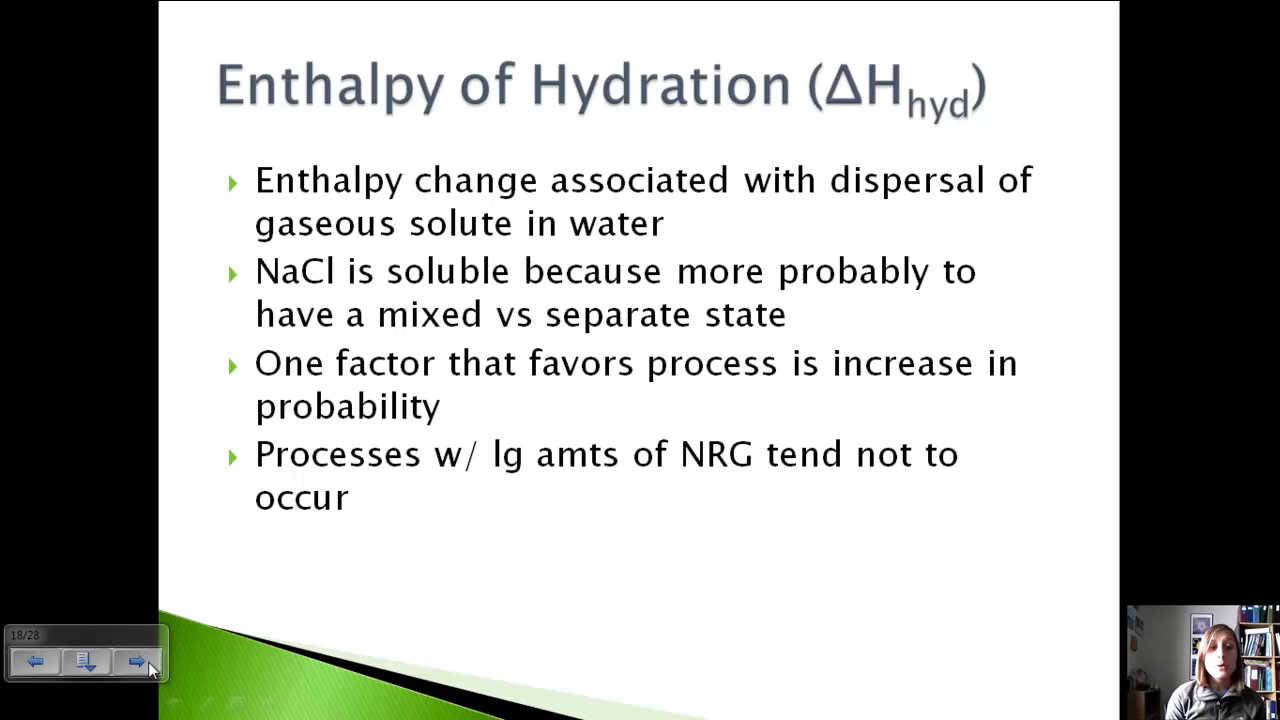 Enthalpy of Hydration (ΔHhyd)
Enthalpy change associated with dispersal of
gaseous solute in water
NaCl is soluble because more probably to
have a mixed vs separate state
One factor that favors process is increase in
probability
Processes w/ lg amts of NRG tend not to
occur
18/28